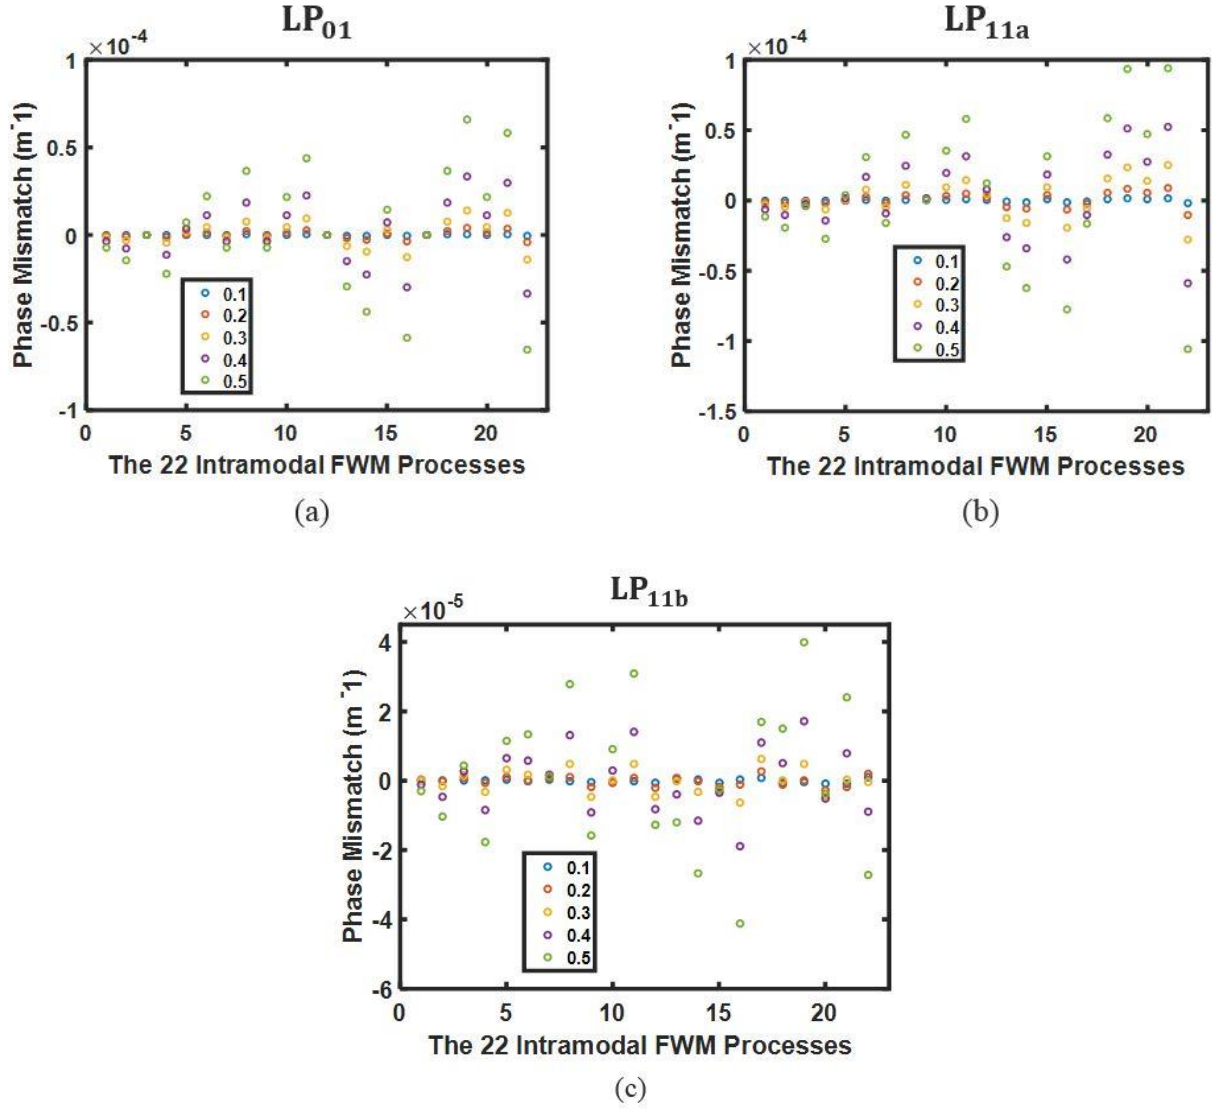 LP01
×10-4
1
0.5
0
-0.5
-1
Phase Mismatch (m-1)
0.1
0.2
0.3
0.4
0.5
0 5 10 15 20
The 22 Intramodal FWM Processes
(a)
LP11a
×10-4
1
0.5
0
-0.5
-1
-1.5
Phase Mismatch (m-1)
0.1
0.2
0.3
0.4
0.5
0 5 10 15 20
The 22 Intramodal FWM Processes
(b)
LP11b
×10-5
4
2
0
-2
-4
-6
Phase Mismatch (m-1)
0.1
0.2
0.3
0.4
0.5
0 5 10 15 20
The 22 Intramodal FWM Processes
(c)